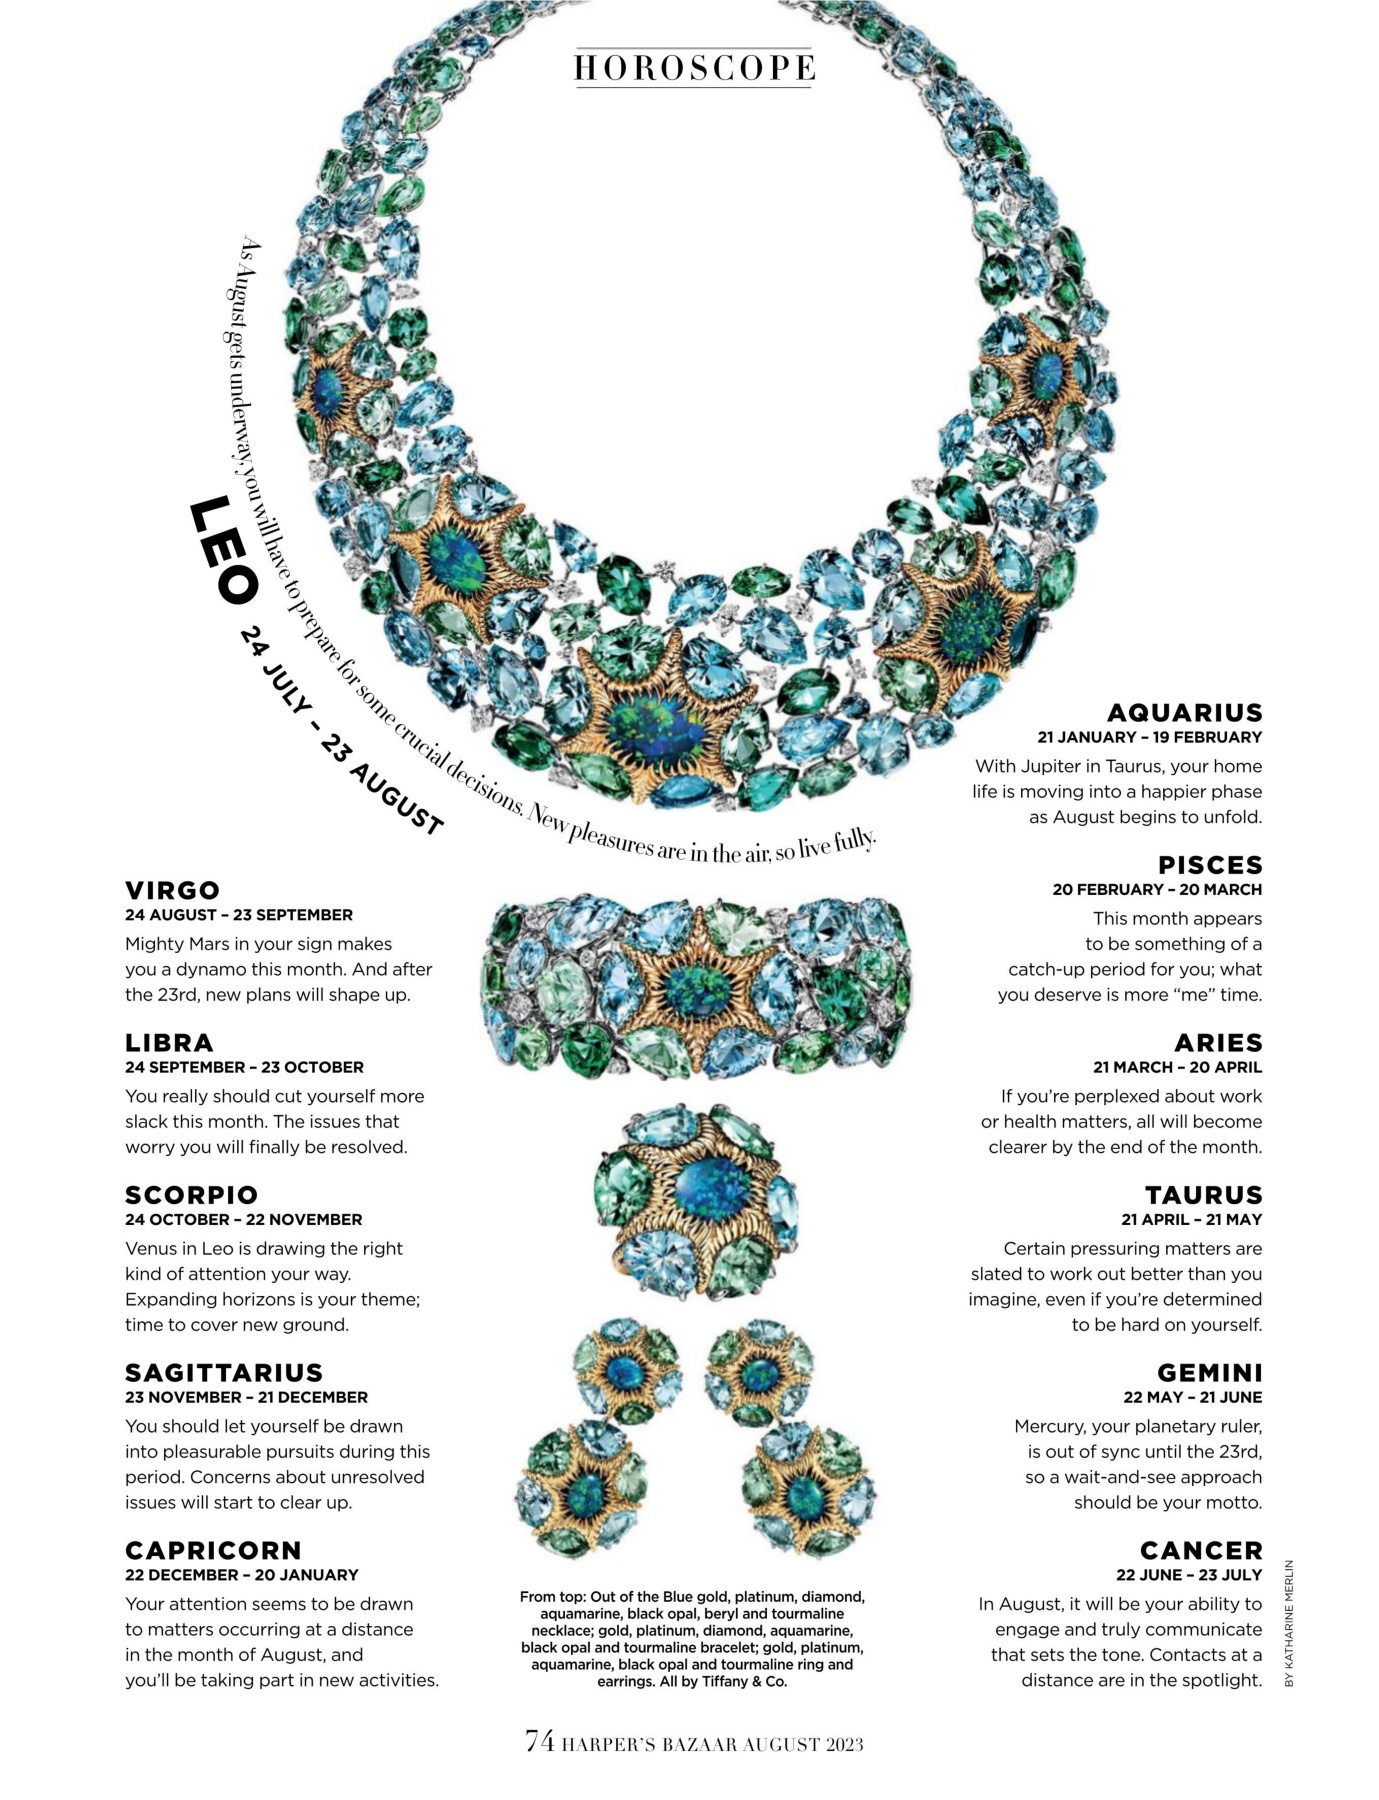 HOROSCOPE
LEO 24 JULY – 23 AUGUST
As August gets underway, you will have to prepare for some crucial decisions. New pleasures are in the air, so live fully.
VIRGO
24 AUGUST – 23 SEPTEMBER
Mighty Mars in your sign makes
you a dynamo this month. And after
the 23rd, new plans will shape up.
LIBRA
24 SEPTEMBER – 23 OCTOBER
You really should cut yourself more
slack this month. The issues that
worry you will finally be resolved.
SCORPIO
24 OCTOBER – 22 NOVEMBER
Venus in Leo is drawing the right
kind of attention your way.
Expanding horizons is your theme;
time to cover new ground.
SAGITTARIUS
23 NOVEMBER – 21 DECEMBER
You should let yourself be drawn
into pleasurable pursuits during this
period. Concerns about unresolved
issues will start to clear up.
CAPRICORN
22 DECEMBER – 20 JANUARY
Your attention seems to be drawn
to matters occurring at a distance
in the month of August, and
you'll be taking part in new activities.
AQUARIUS
21 JANUARY – 19 FEBRUARY
With Jupiter in Taurus, your home
life is moving into a happier phase
as August begins to unfold.
PISCES
20 FEBRUARY – 20 MARCH
This month appears
to be something of a
catch-up period for you; what
you deserve is more “me” time.
ARIES
21 MARCH – 20 APRIL
If you’re perplexed about work
or health matters, all will become
clearer by the end of the month.
TAURUS
21 APRIL – 21 MAY
Certain pressuring matters are
slated to work out better than you
imagine, even if you’re determined
to be hard on yourself.
GEMINI
22 MAY – 21 JUNE
Mercury, your planetary ruler,
is out of sync until the 23rd,
so a wait-and-see approach
should be your motto.
CANCER
22 JUNE – 23 JULY
In August, it will be your ability to
engage and truly communicate
that sets the tone. Contacts at a
distance are in the spotlight.
BY KATHARINE MERLIN
From top: Out of the Blue gold, platinum, diamond,
aquamarine, black opal, beryl and tourmaline
necklace; gold, platinum, diamond, aquamarine,
black opal and tourmaline bracelet; gold, platinum,
aquamarine, black opal and tourmaline ring and
earrings. All by Tiffany & Co.
74 HARPER'S BAZAAR AUGUST 2023